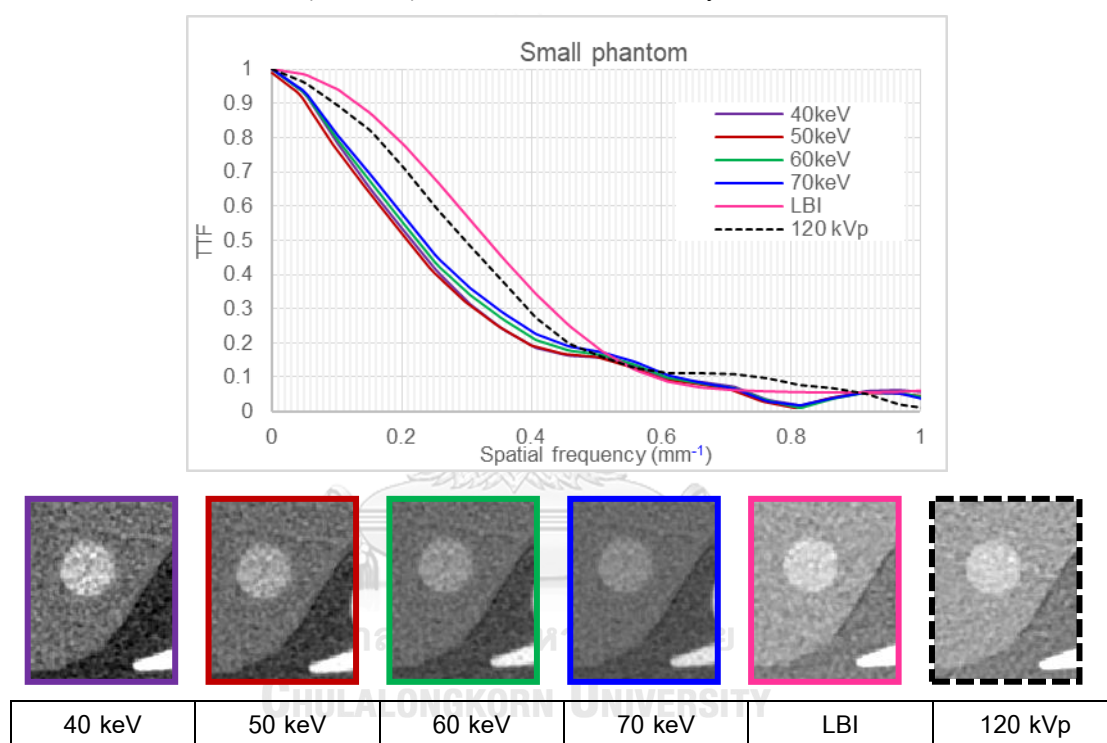 Small phantom
1
0.9
0.8
0.7
0.6
0.5
0.4
0.3
0.2
0.1
0
TTF
40keV
50keV
60keV
70keV
LBI
120 kVp
0 0.2 0.4 0.6 0.8 1
Spatial frequency (mm⁻¹)
CHULALONGKORN UNIVERSITY
40 keV 50 keV 60 keV 70 keV LBI 120 kVp